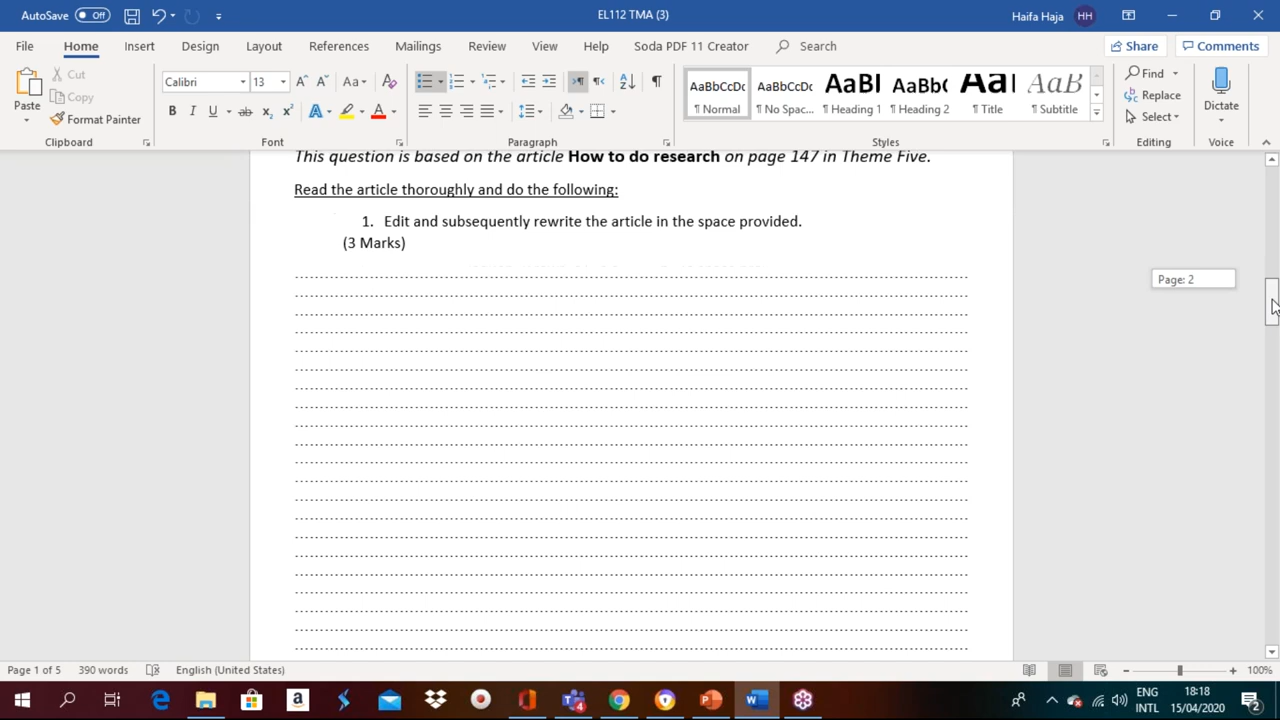 AutoSave Off EL112 TMA (3) Haifa Haja HH
File Home Insert Design Layout References Mailings Review View Help Soda PDF 11 Creator Search Share Comments
Cut Calibri 13 Aa AaBbCcDc AaBbCcDc AaBl AaBbC AaI AaB Find
Copy Replace
Paste Format Painter B I U ab x₂ x² A A ¶ Normal ¶ No Spac... ¶ Heading 1 ¶ Heading 2 ¶ Title ¶ Subtitle Select Dictate
Clipboard Font Paragraph Styles Editing Voice
This question is based on the article How to do research on page 147 in Theme Five.
Read the article thoroughly and do the following:
1. Edit and subsequently rewrite the article in the space provided.
(3 Marks)
Page: 2
Page 1 of 5 390 words English (United States) 100%
ENG 18:18
INTL 15/04/2020